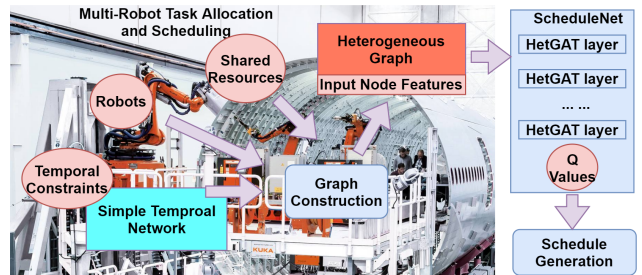 Multi-Robot Task Allocation
and Scheduling
Shared
Resources
Robots
Temporal
Constraints
Simple Temproal
Network
Graph
Construction
Heterogeneous
Graph
Input Node Features
KUKA
ScheduleNet
HetGAT layer
HetGAT layer
... ...
HetGAT layer
Q
Values
Schedule
Generation